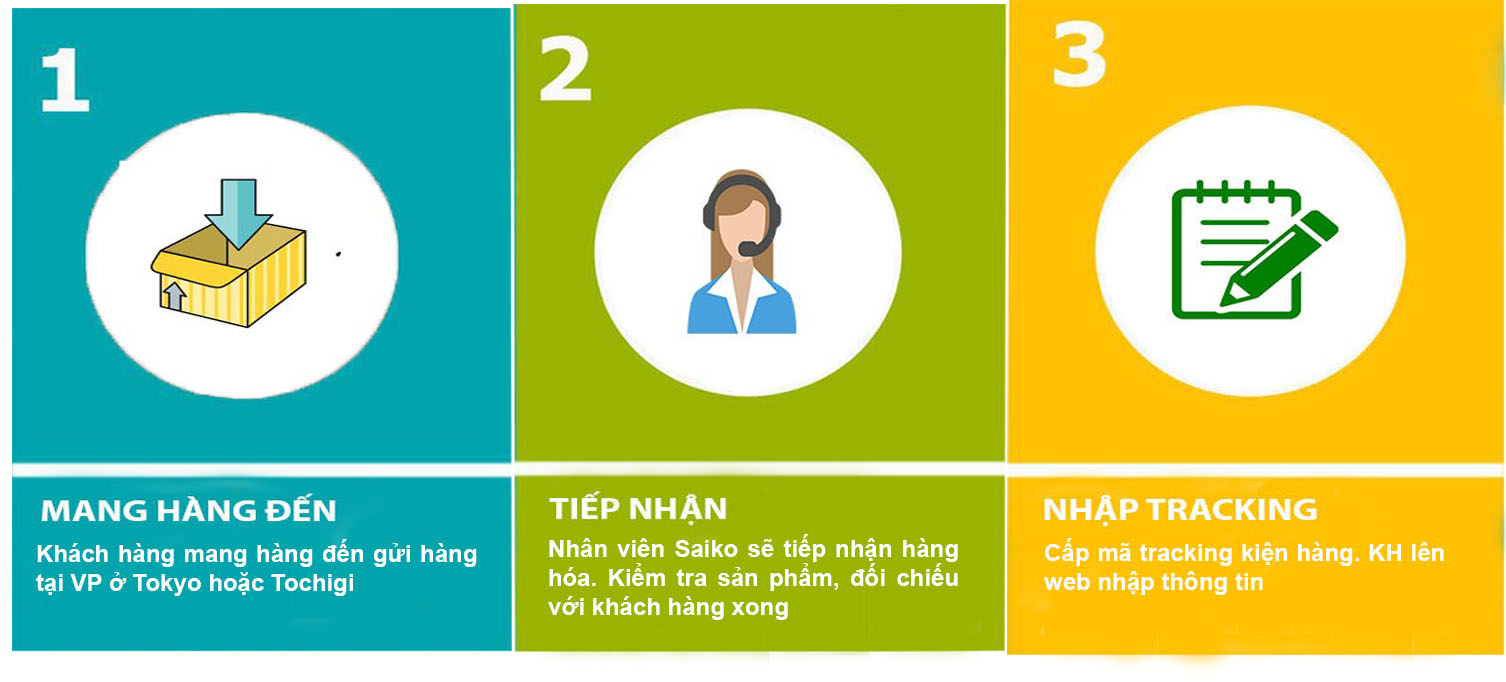 1
MANG HÀNG ĐẾN
Khách hàng mang hàng đến gửi hàng
tại VP ở Tokyo hoặc Tochigi
2
TIẾP NHẬN
Nhân viên Saiko sẽ tiếp nhận hàng
hóa. Kiểm tra sản phẩm, đối chiếu
với khách hàng xong
3
NHẬP TRACKING
Cấp mã tracking kiện hàng. KH lên
web nhập thông tin